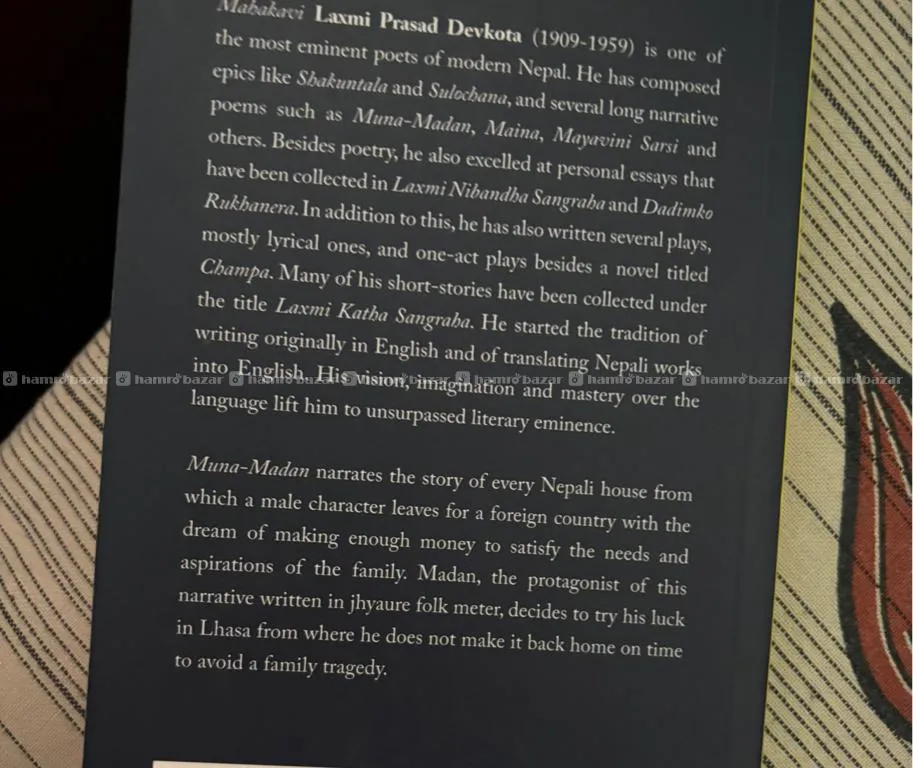 Mahakavi Laxmi Prasad Devkota (1909-1959) is one of
the most eminent poets of modern Nepal. He has composed
epics like Shakuntala and Sulochana, and several long narrative
poems such as Muna-Madan, Maina, Mayavini Sarsi and
others. Besides poetry, he also excelled at personal essays that
have been collected in Laxmi Nibandha Sangraha and Dadimko
Rukhanera. In addition to this, he has also written several plays,
mostly lyrical ones, and one-act plays besides a novel titled
Champa. Many of his short-stories have been collected under
the title Laxmi Katha Sangraha. He started the tradition of
writing originally in English and of translating Nepali works
into English. His vision, imagination and mastery over the
hamrobazar hamrobazar hamrobazar hamrobazar hamrobazar hamrobazar hamrobazar hamrobazar
language lift him to unsurpassed literary eminence.
Muna-Madan narrates the story of every Nepali house from
which a male character leaves for a foreign country with the
dream of making enough money to satisfy the needs and
aspirations of the family. Madan, the protagonist of this
narrative written in jhyaure folk meter, decides to try his luck
in Lhasa from where he does not make it back home on time
to avoid a family tragedy.